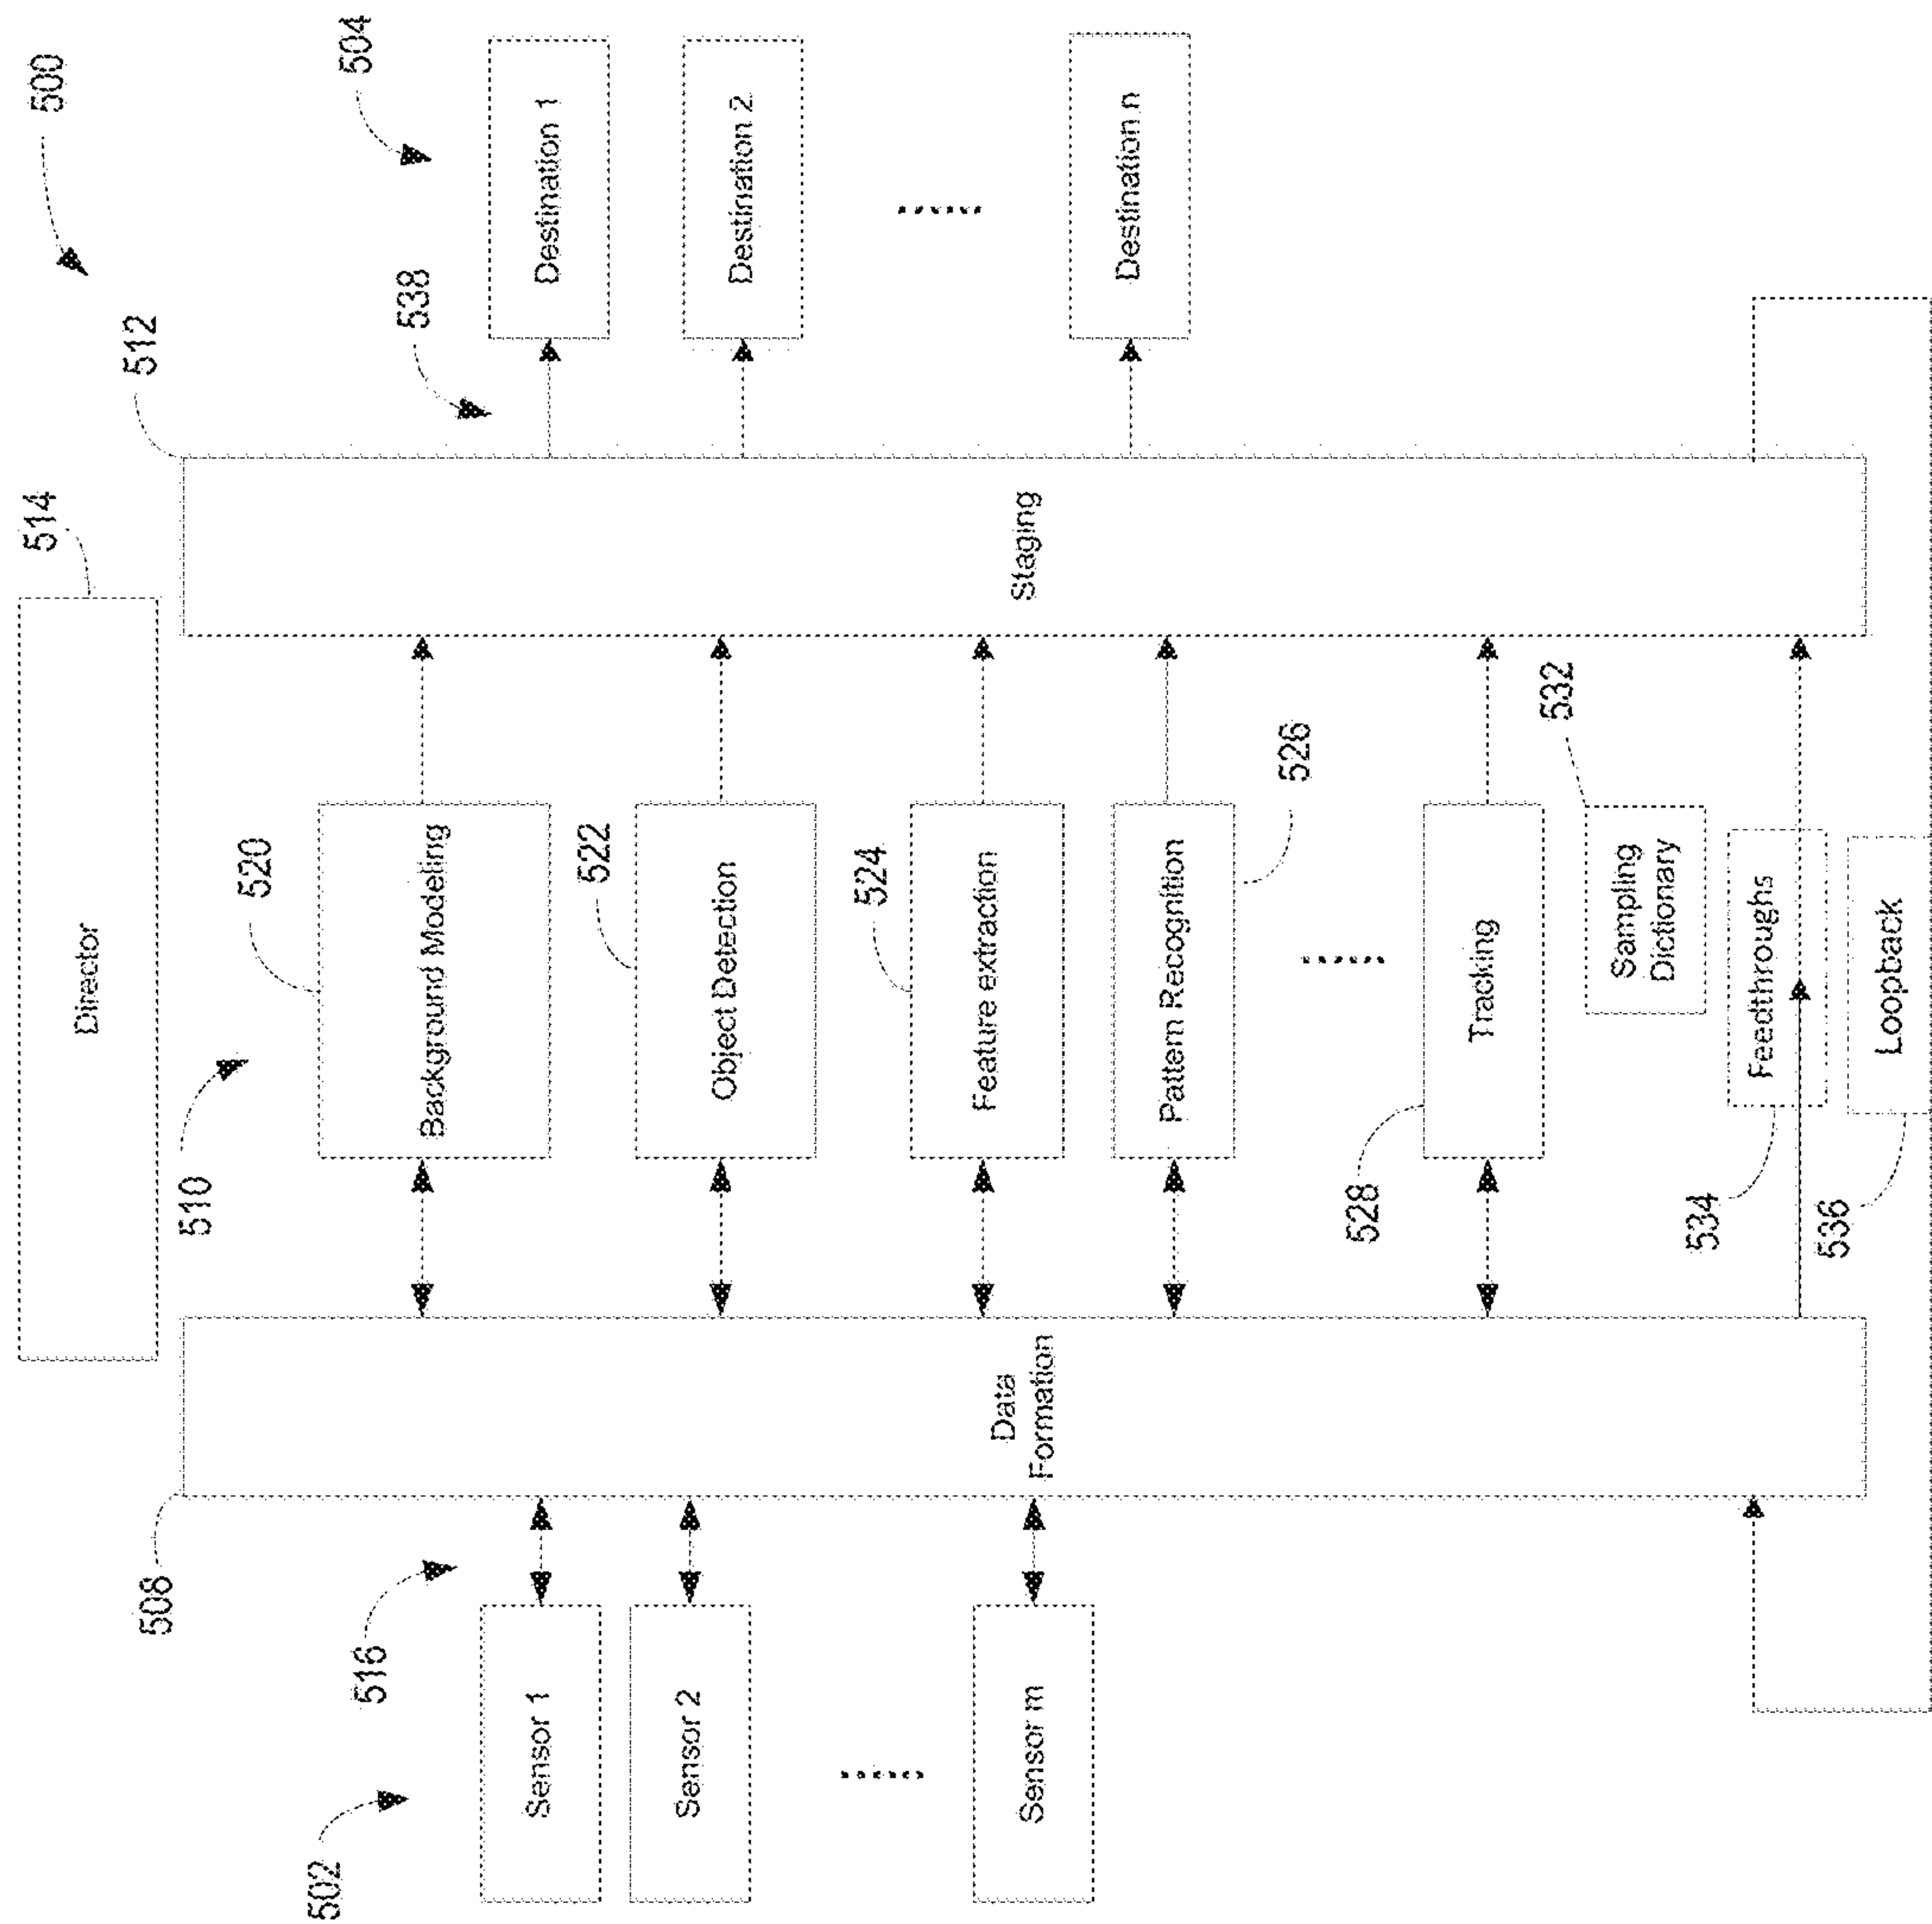 500
514
Director
512
504
508
510
538
516
502
520
Background Modeling
Destination 1
Sensor 1
522
Object Detection
Destination 2
Sensor 2
524
Feature extraction
Data
Formation
Staging
Sensor m
Destination n
Pattern Recognition
526
528
Tracking
532
Sampling
Dictionary
534
Feedthroughs
536
Loopback